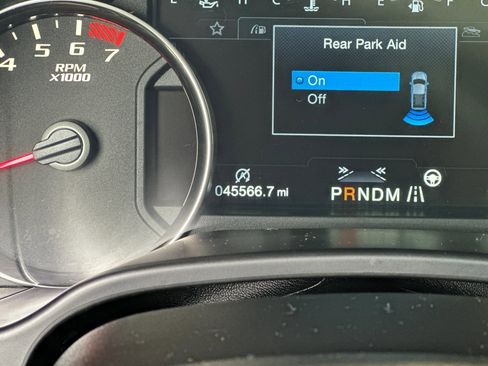 E H C H E F
Rear Park Aid
On
Off
4 5 6 7
RPM
x1000
045566.7 mi
PRNDM